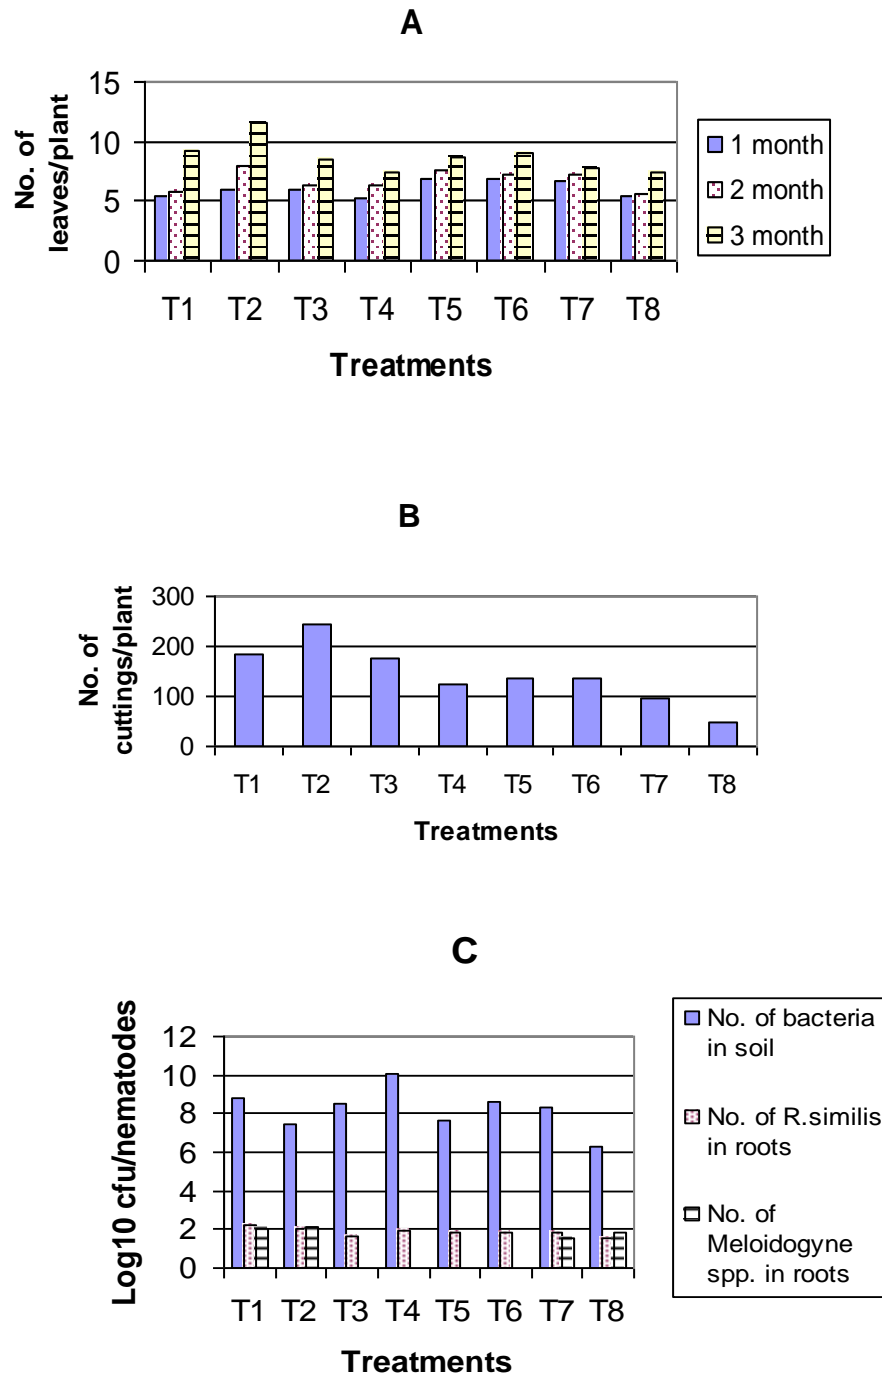 A
No. of
leaves/plant
15
10
5
0
T1 T2 T3 T4 T5 T6 T7 T8
Treatments
1 month
2 month
3 month
B
No. of
cuttings/plant
300
200
100
0
T1 T2 T3 T4 T5 T6 T7 T8
Treatments
C
Log10 cfu/nematodes
12
10
8
6
4
2
0
T1 T2 T3 T4 T5 T6 T7 T8
Treatments
No. of bacteria
in soil
No. of R.similis
in roots
No. of
Meloidogyne
spp. in roots